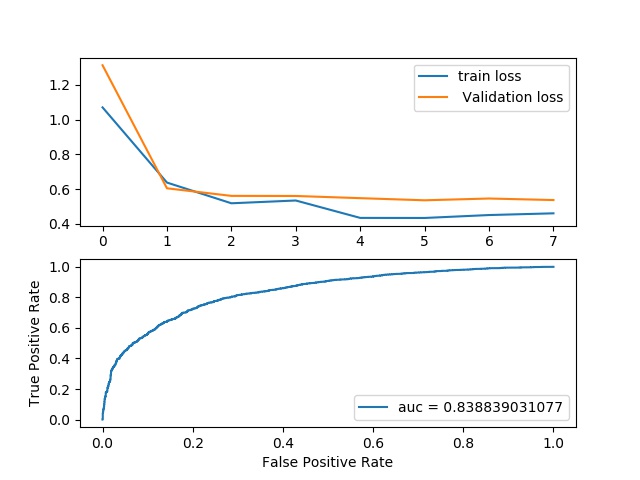 train loss
Validation loss
1.2
1.0
0.8
0.6
0.4
0 1 2 3 4 5 6 7
True Positive Rate
1.0
0.8
0.6
0.4
0.2
0.0
auc = 0.838839031077
0.0 0.2 0.4 0.6 0.8 1.0
False Positive Rate